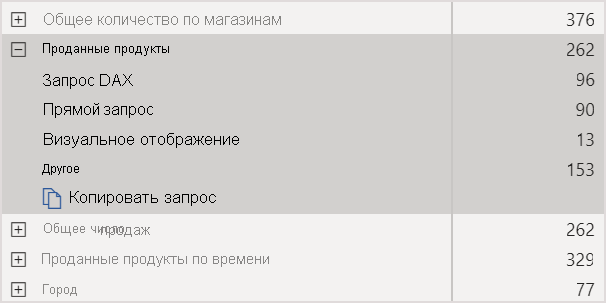 Общее количество по магазинам 376
Проданные продукты 262
Запрос DAX 96
Прямой запрос 90
Визуальное отображение 13
Другое 153
Копировать запрос
Общее число продаж 262
Проданные продукты по времени 329
Город 77